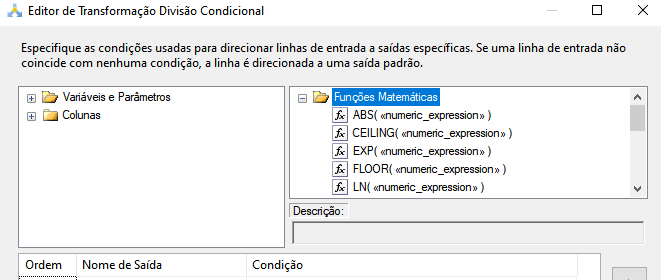 Editor de Transformação Divisão Condicional
Especifique as condições usadas para direcionar linhas de entrada a saídas específicas. Se uma linha de entrada não
coincide com nenhuma condição, a linha é direcionada a uma saída padrão.
Variáveis e Parâmetros
Colunas
Funções Matemáticas
ABS( «numeric_expression» )
CEILING( «numeric_expression» )
EXP( «numeric_expression» )
FLOOR( «numeric_expression» )
LN( «numeric_expression» )
Descrição:
Ordem Nome de Saída Condição